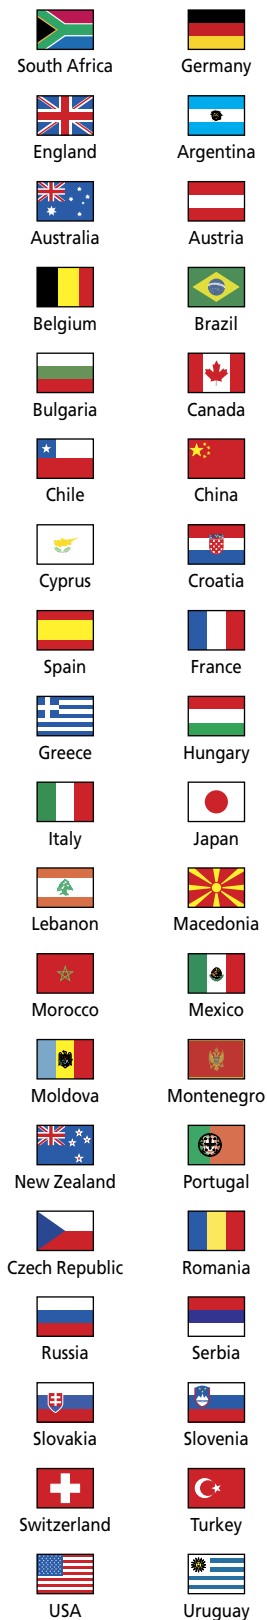 South Africa
Germany
England
Argentina
Australia
Austria
Belgium
Brazil
Bulgaria
Canada
Chile
China
Cyprus
Croatia
Spain
France
Greece
Hungary
Italy
Japan
Lebanon
Macedonia
Morocco
Mexico
Moldova
Montenegro
New Zealand
Portugal
Czech Republic
Romania
Russia
Serbia
Slovakia
Slovenia
Switzerland
Turkey
USA
Uruguay